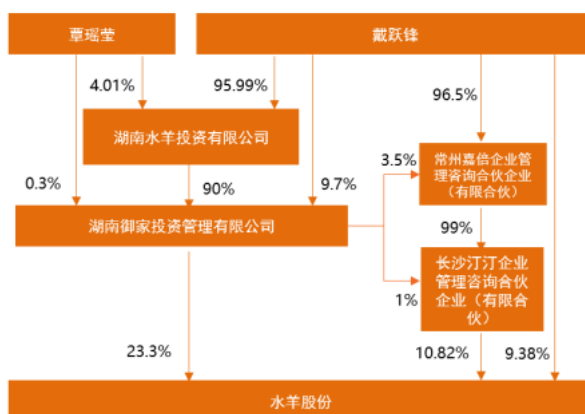 覃瑶莹
戴跃锋
4.01%
95.99%
96.5%
湖南水羊投资有限公司
3.5%
常州嘉倍企业管
理咨询合伙企业
（有限合伙）
0.3%
90%
9.7%
湖南御家投资管理有限公司
99%
长沙汀汀企业
管理咨询合伙
企业（有限合
伙）
1%
23.3%
10.82%
9.38%
水羊股份